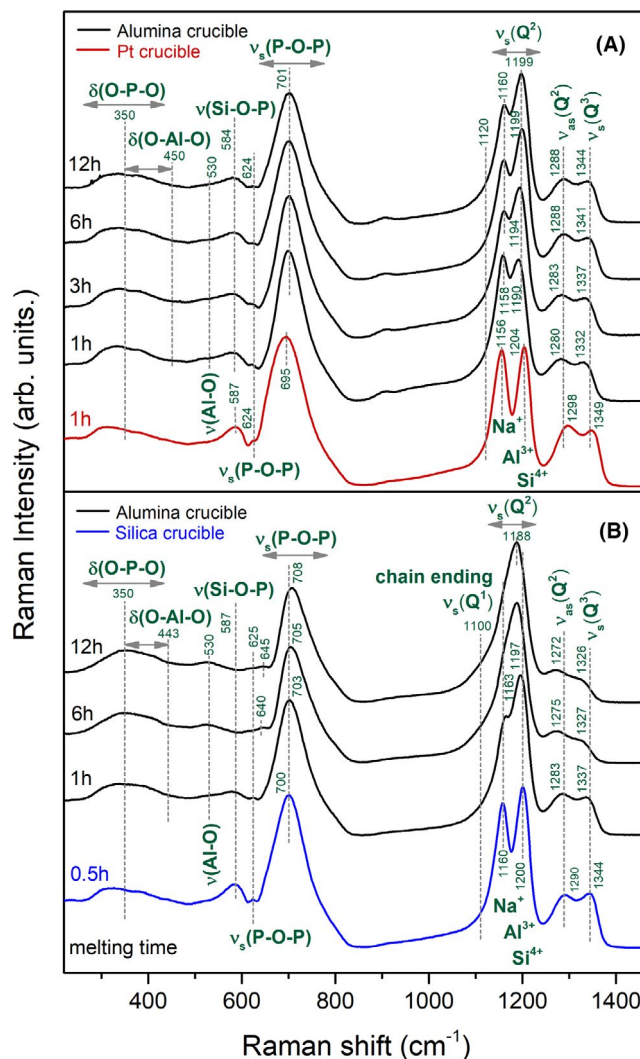 Alumina crucible
Pt crucible
(A)
νs(Q²)
1160
1199
νs(P-O-P)
701
δ(O-P-O)
350
δ(O-Al-O)
450
ν(Si-O-P)
584
530
624
1120
1199
νas(Q²)
νs(Q³)
1288
1344
12h
6h
1194
1288
1341
3h
1158
1190
1283
1337
1h
1156
1204
1280
1332
1h
ν(Al-O)
587
624
695
Na⁺
Al³⁺
Si⁴⁺
1298
1349
νs(P-O-P)
Raman Intensity (arb. units.)
Alumina crucible
Silica crucible
(B)
νs(Q²)
1188
νs(P-O-P)
708
δ(O-P-O)
350
δ(O-Al-O)
443
ν(Si-O-P)
587
530
625
645
chain ending
νs(Q¹)
1100
νas(Q²)
νs(Q³)
1272
1326
12h
705
1197
1163
6h
640
703
1275
1327
1h
700
1283
1337
0.5h
ν(Al-O)
1160
1200
1290
1344
νs(P-O-P)
Na⁺
Al³⁺
Si⁴⁺
melting time
400
600
800
1000
1200
1400
Raman shift (cm⁻¹)